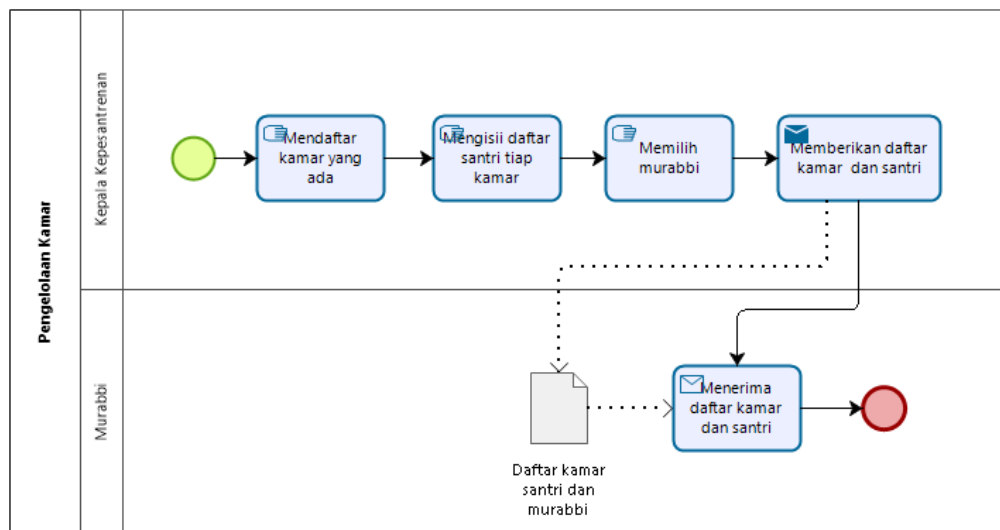 Pengelolaan Kamar
Kepala Kepesantrenan
Mendaftar
kamar yang
ada
Mengisii daftar
santri tiap
kamar
Memilih
murabbi
Memberikan daftar
kamar dan santri
Murabbi
Daftar kamar
santri dan
murabbi
Menerima
daftar kamar
dan santri